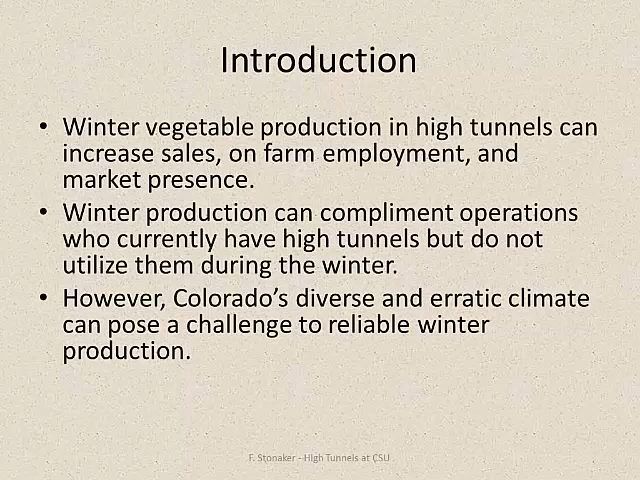 Introduction
• Winter vegetable production in high tunnels can
increase sales, on farm employment, and
market presence.
• Winter production can compliment operations
who currently have high tunnels but do not
utilize them during the winter.
• However, Colorado’s diverse and erratic climate
can pose a challenge to reliable winter
production.
F. Stonaker - High Tunnels at CSU